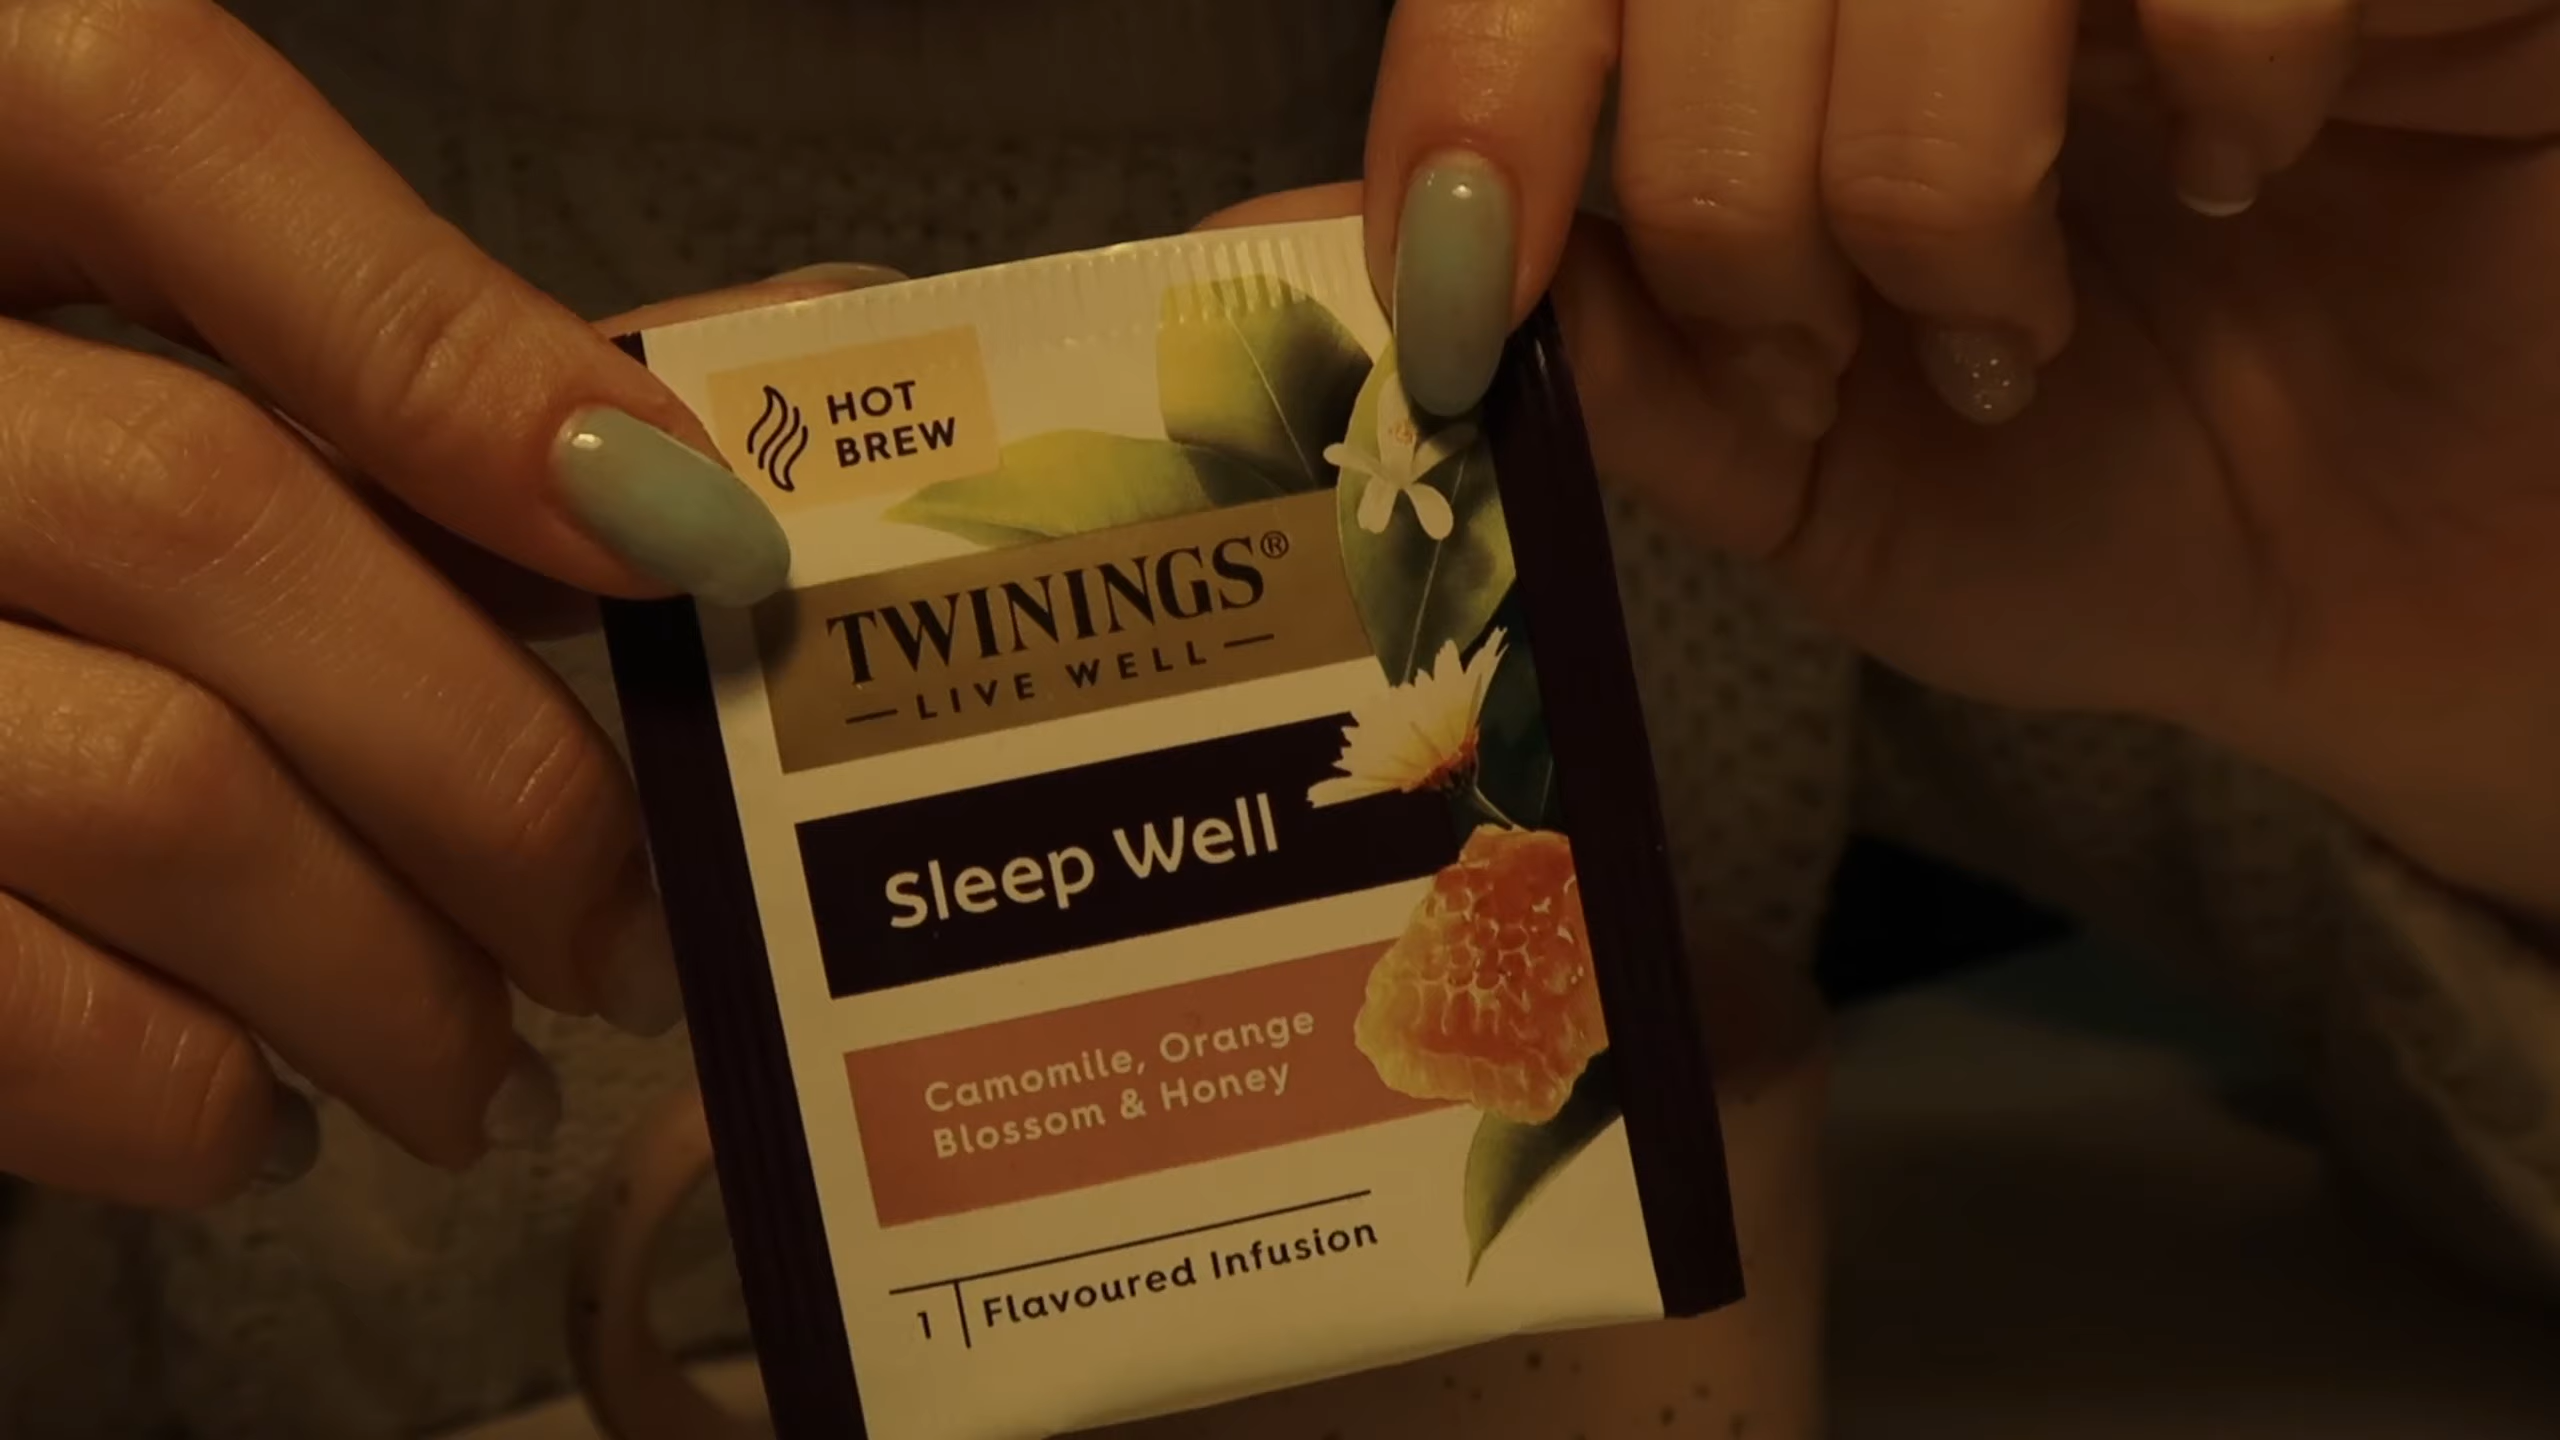 HOT
BREW
TWININGS®
LIVE WELL
Sleep Well
Camomile, Orange
Blossom & Honey
1 Flavoured Infusion